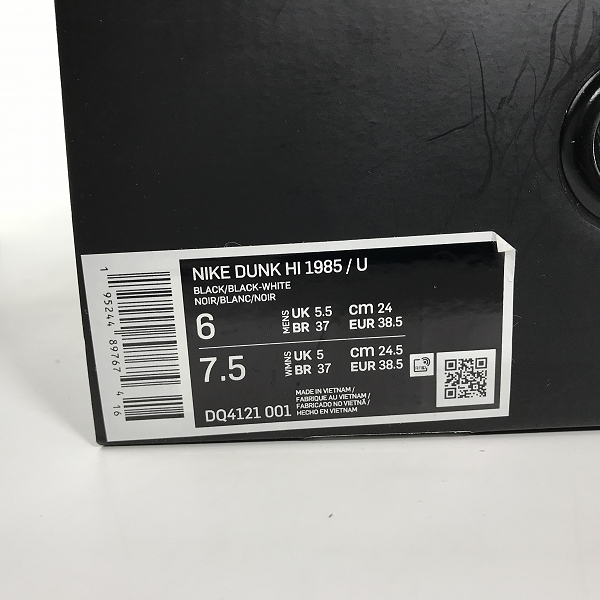 1 95244 89767 4 16
NIKE DUNK HI 1985 / U
BLACK/BLACK-WHITE
NOIR/BLANC/NOIR
6 MENS UK 5.5 cm 24
BR 37 EUR 38.5
7.5 WMNS UK 5 cm 24.5
BR 37 EUR 38.5
DQ4121 001
MADE IN VIETNAM /
FABRIQUE AU VIETNAM /
FABRICADO NO VIETNÃ /
HECHO EN VIETNAM